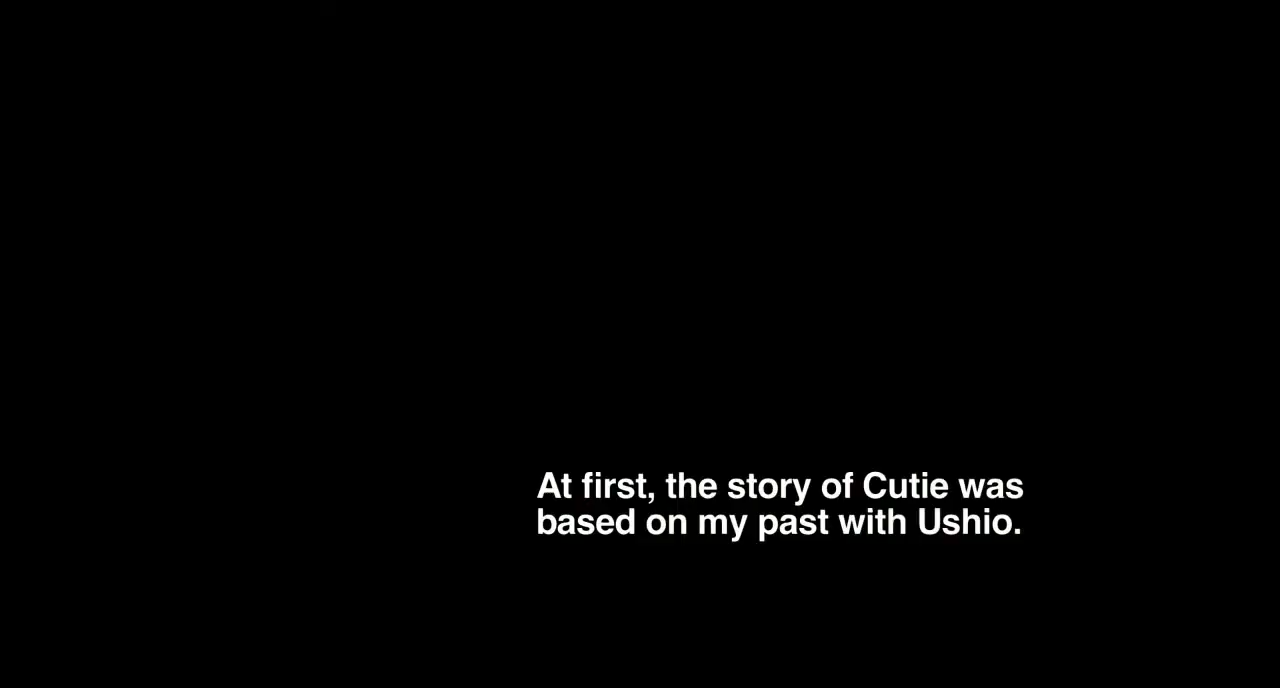 At first, the story of Cutie was
based on my past with Ushio.